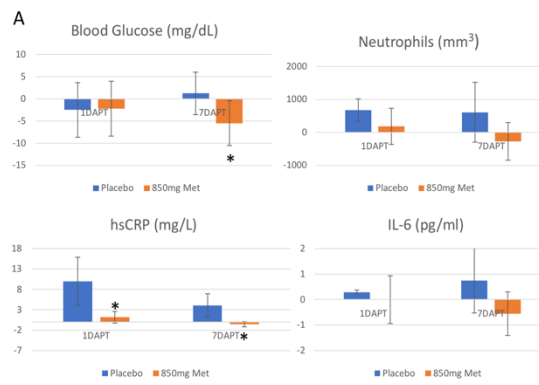 A
Blood Glucose (mg/dL)
10
5
0
-5
-10
-15
1DAPT
7DAPT
*
Placebo
850mg Met
Neutrophils (mm³)
2000
1000
0
-1000
1DAPT
7DAPT
Placebo
850mg Met
hsCRP (mg/L)
18
13
8
3
-2
-7
*
*
1DAPT
7DAPT
Placebo
850mg Met
IL-6 (pg/ml)
2
1
0
-1
-2
1DAPT
7DAPT
Placebo
850mg Met